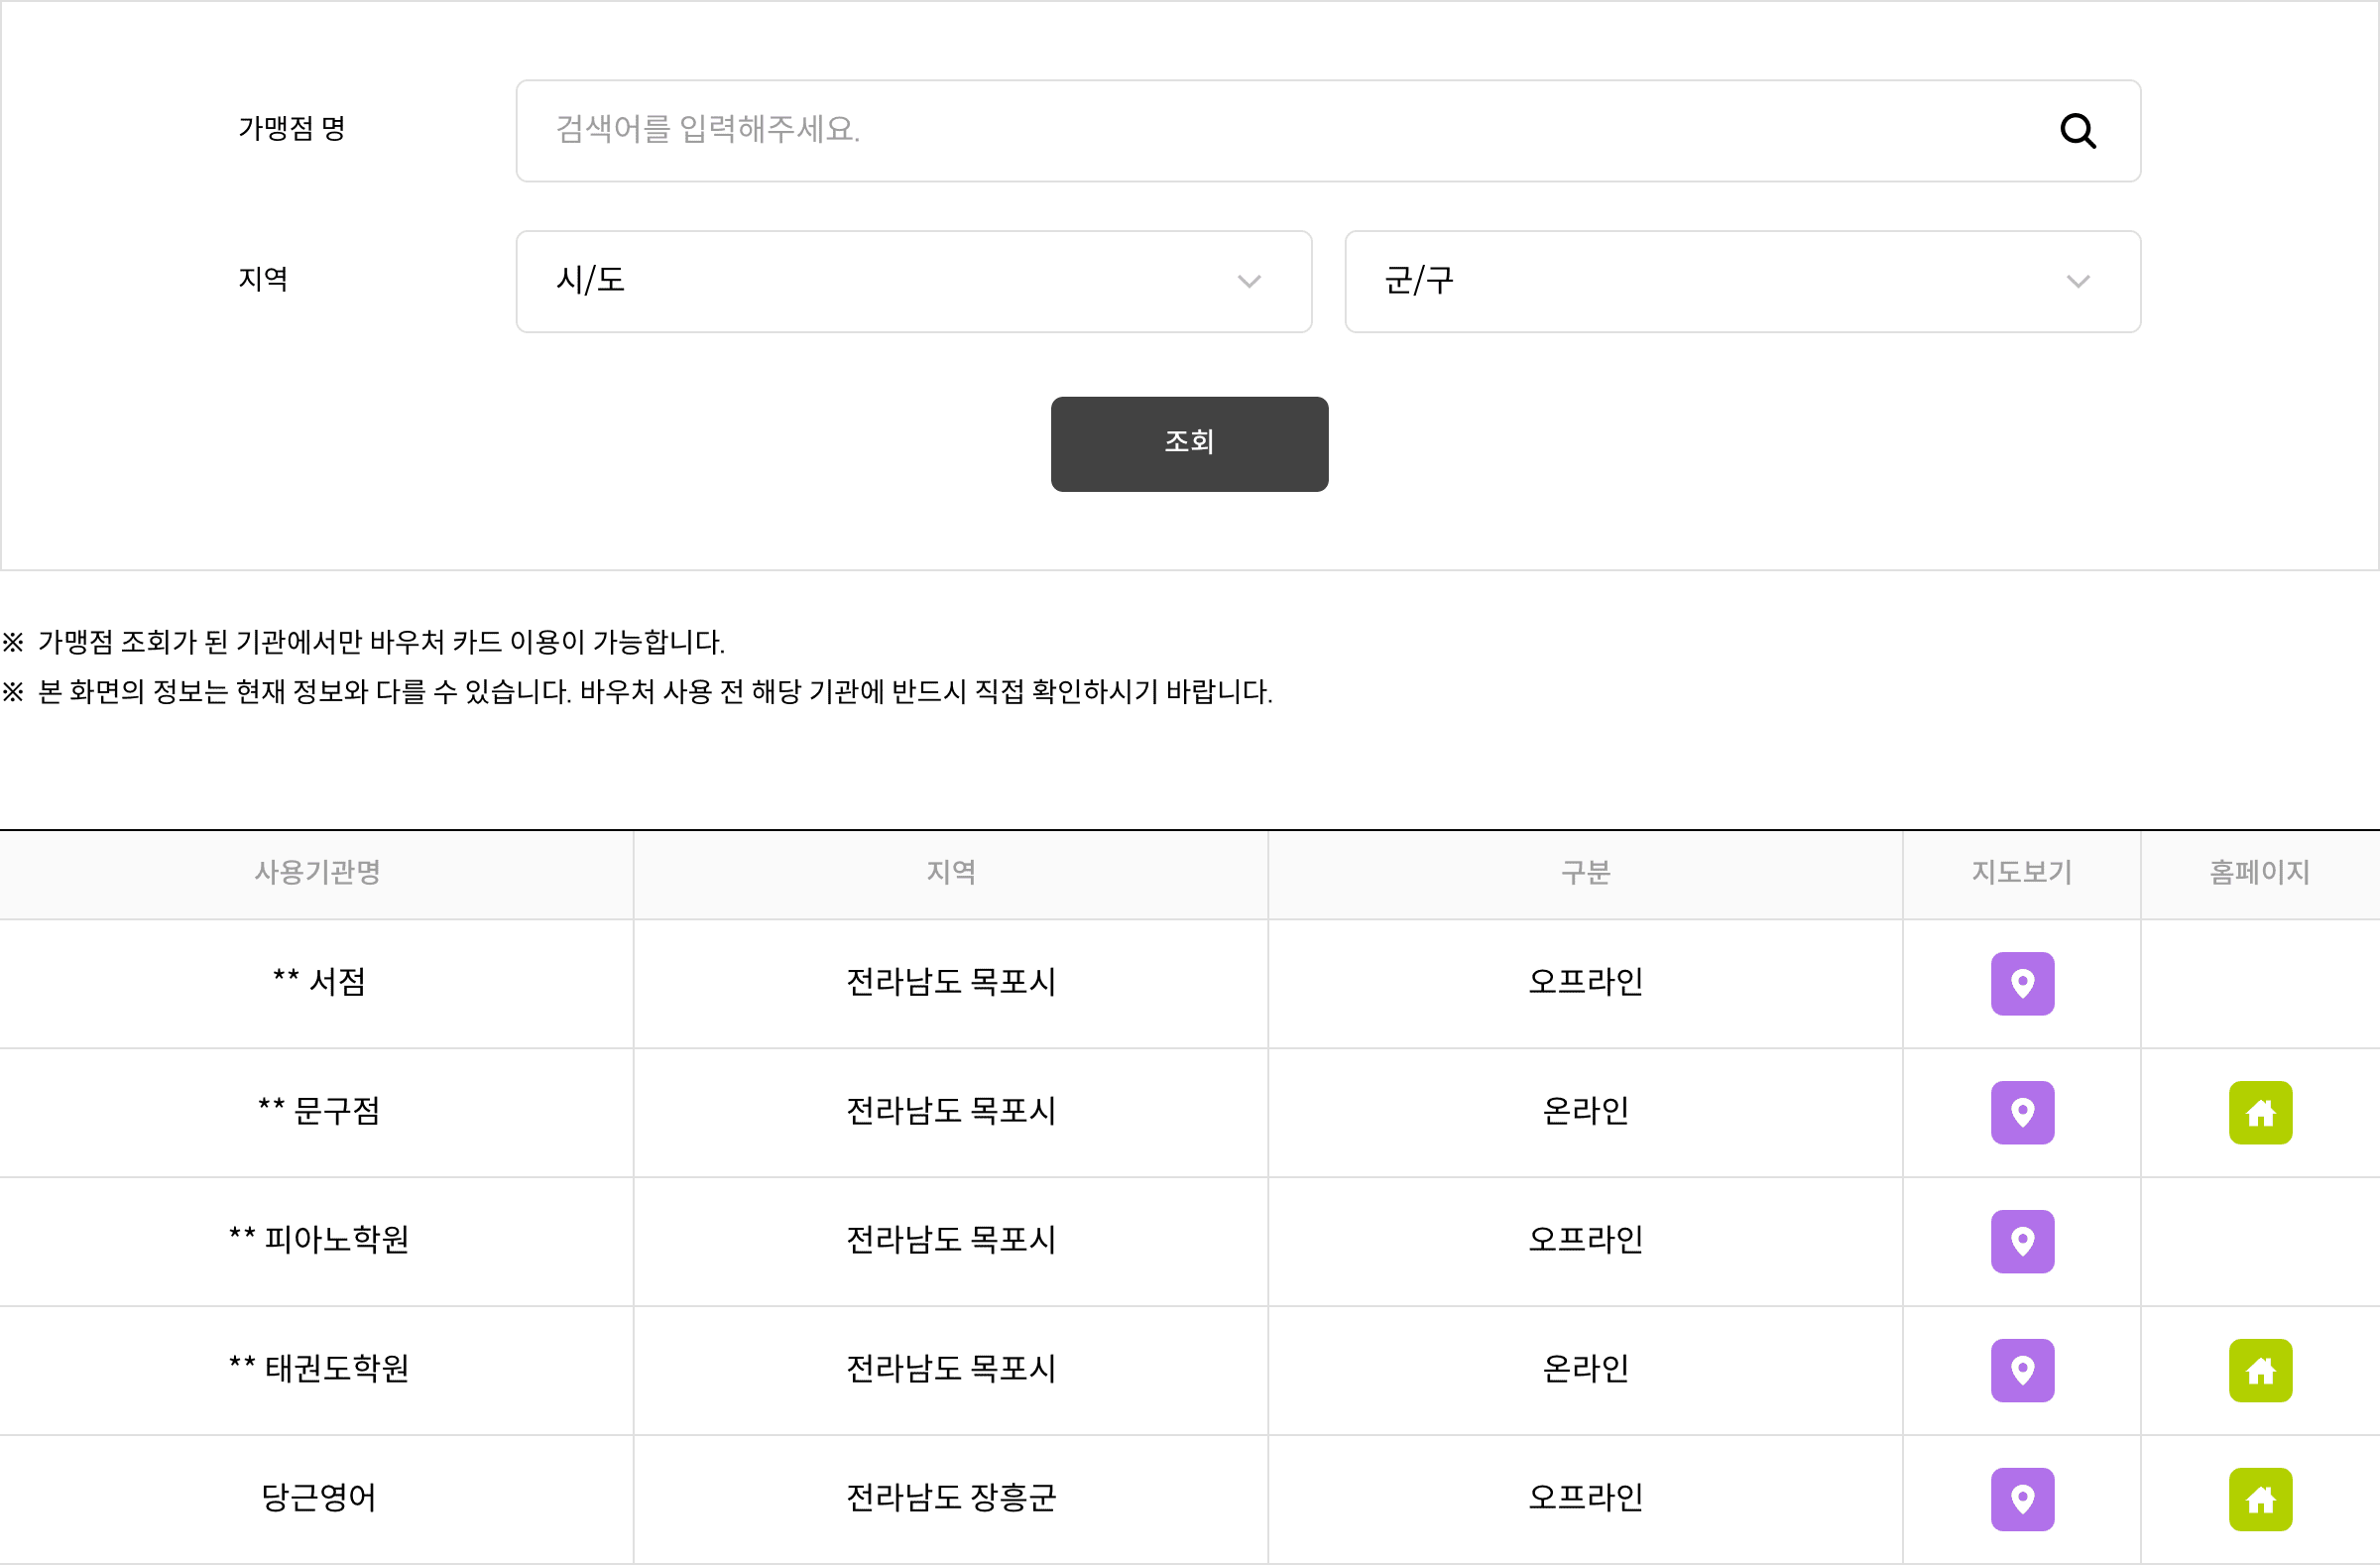 가맹점 명
검색어를 입력해주세요.
지역
시/도
군/구
조회
※ 가맹점 조회가 된 기관에서만 바우처 카드 이용이 가능합니다.
※ 본 화면의 정보는 현재 정보와 다를 수 있습니다. 바우처 사용 전 해당 기관에 반드시 직접 확인하시기 바랍니다.
사용기관명 지역 구분 지도보기 홈페이지
** 서점 전라남도 목포시 오프라인
** 문구점 전라남도 목포시 온라인
** 피아노학원 전라남도 목포시 오프라인
** 태권도학원 전라남도 목포시 온라인
당근영어 전라남도 장흥군 오프라인